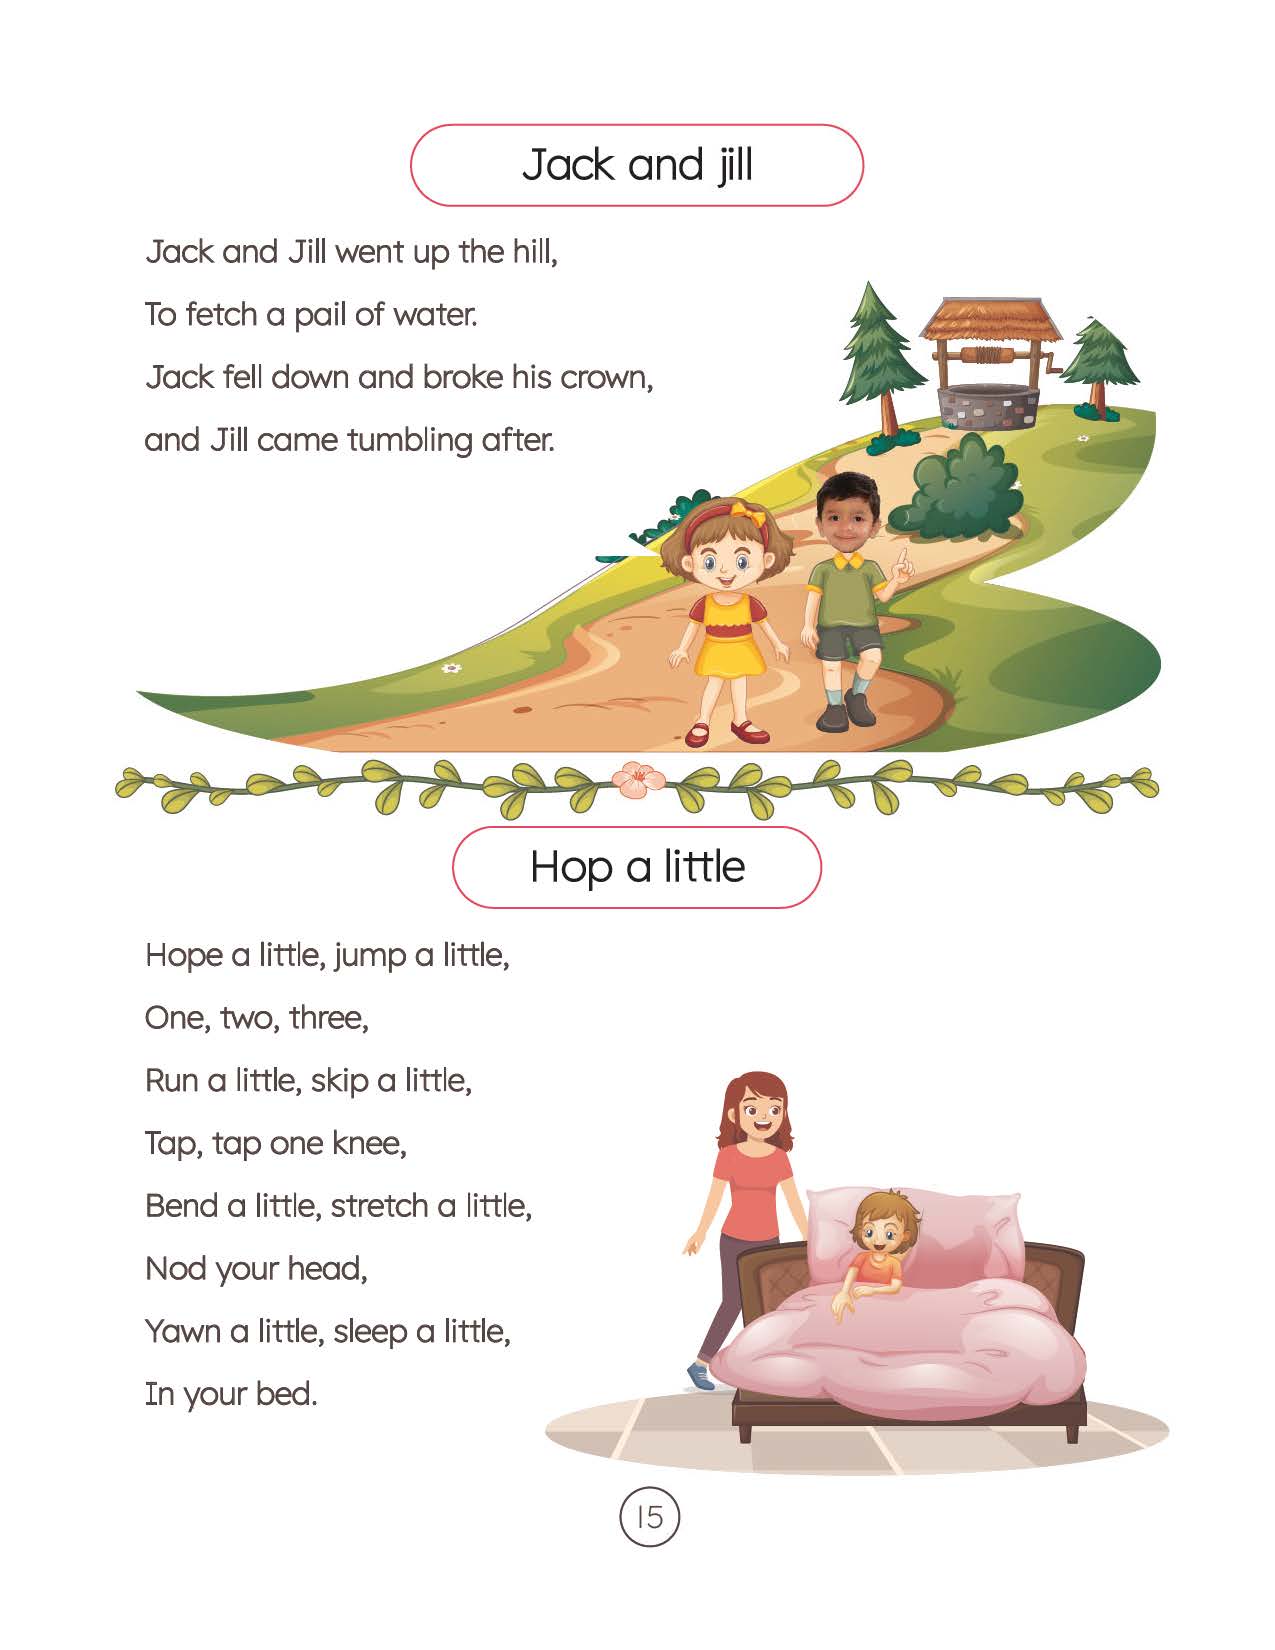 Jack and jill
Jack and Jill went up the hill,
To fetch a pail of water.
Jack fell down and broke his crown,
and Jill came tumbling after.
Hop a little
Hope a little, jump a little,
One, two, three,
Run a little, skip a little,
Tap, tap one knee,
Bend a little, stretch a little,
Nod your head,
Yawn a little, sleep a little,
In your bed.
15